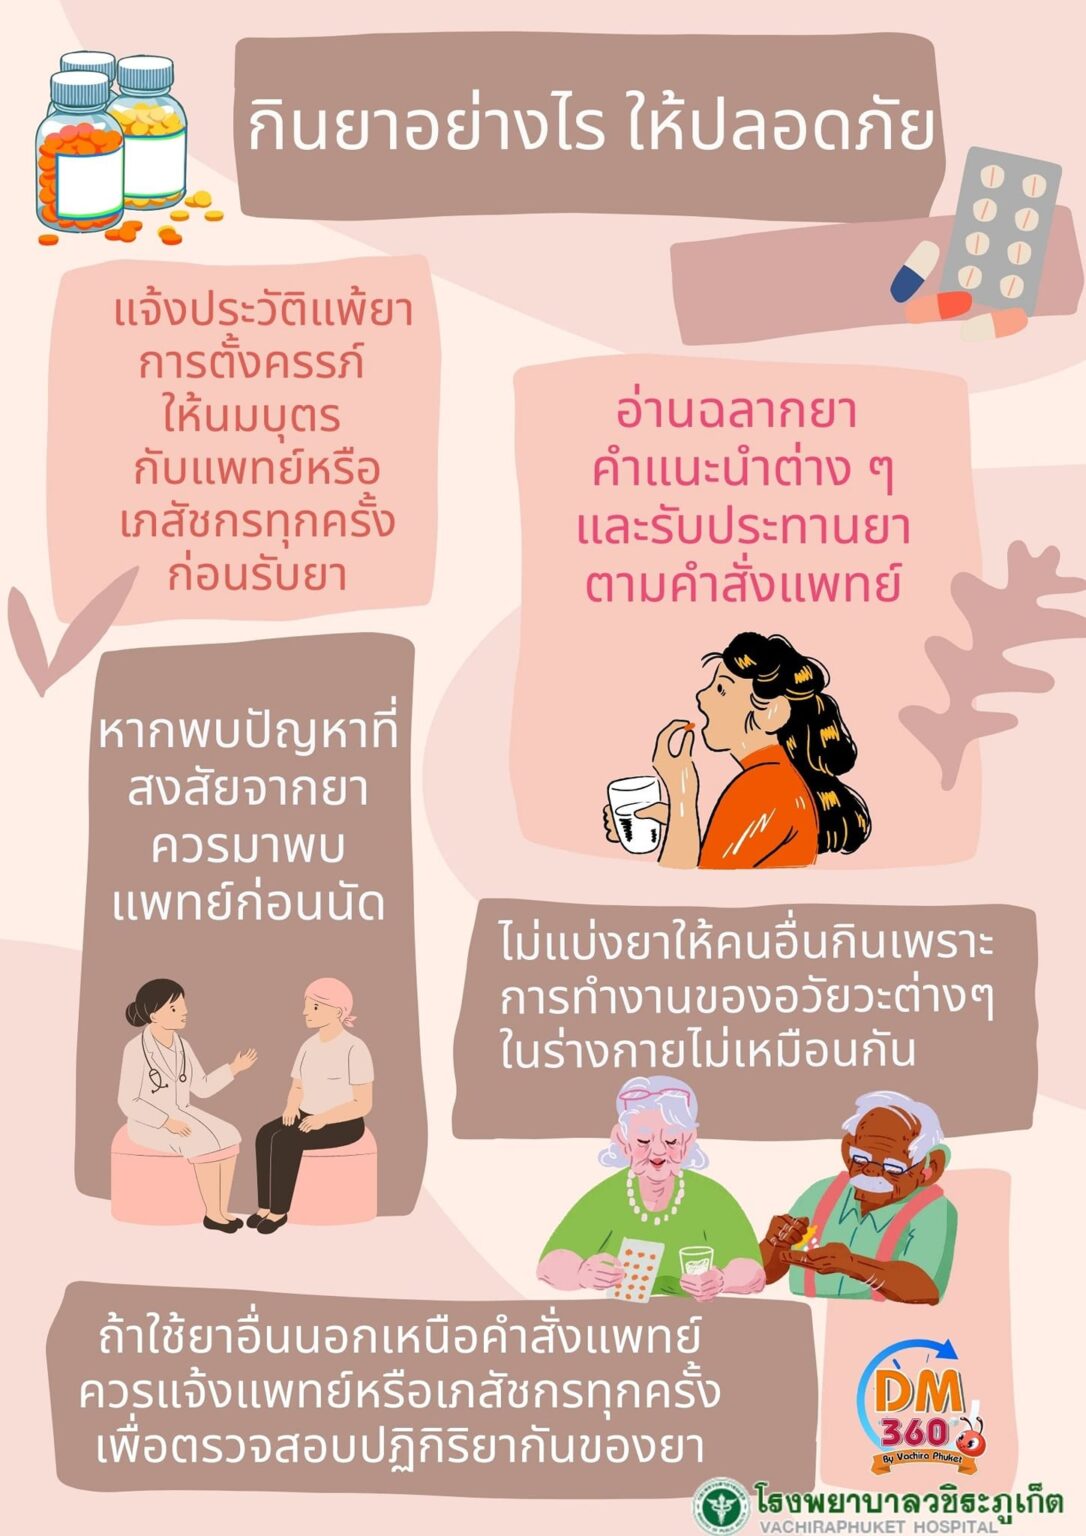 กินยาอย่างไร ให้ปลอดภัย
แจ้งประวัติแพ้ยา
การตั้งครรภ์
ให้นมบุตร
กับแพทย์หรือ
เภสัชกรทุกครั้ง
ก่อนรับยา
อ่านฉลากยา
คำแนะนำต่าง ๆ
และรับประทานยา
ตามคำสั่งแพทย์
หากพบปัญหาที่
สงสัยจากยา
ควรมาพบ
แพทย์ก่อนนัด
ไม่แบ่งยาให้คนอื่นกินเพราะ
การทำงานของอวัยวะต่างๆ
ในร่างกายไม่เหมือนกัน
ถ้าใช้ยาอื่นนอกเหนือคำสั่งแพทย์
ควรแจ้งแพทย์หรือเภสัชกรทุกครั้ง
เพื่อตรวจสอบปฏิกิริยากันของยา
DM
360
By Vachira Phuket
โรงพยาบาลวชิระภูเก็ต
VACHIRAPHUKET HOSPITAL